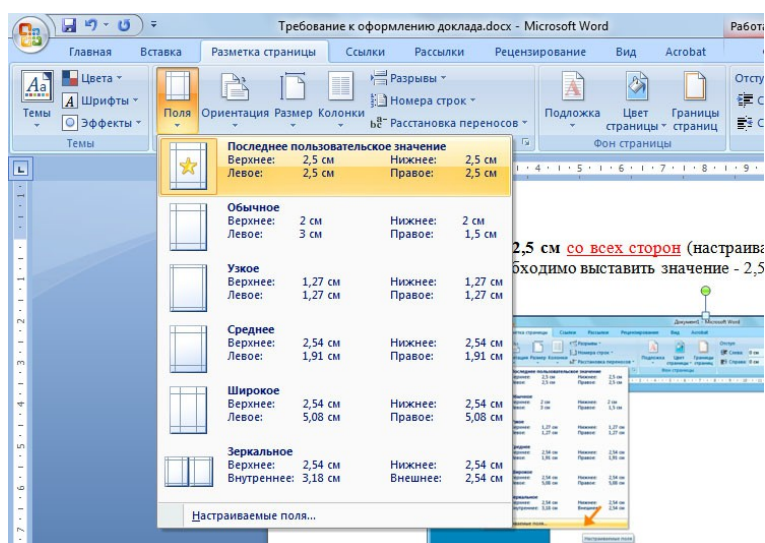 Требование к оформлению доклада.docx - Microsoft Word
Работа
Главная Вставка Разметка страницы Ссылки Рассылки Рецензирование Вид Acrobat
Aa
Темы
Цвета
Шрифты
Эффекты
Темы
Поля Ориентация Размер Колонки
Разрывы
Номера строк
Расстановка переносов
Подложка Цвет страницы Границы страниц
Фон страницы
Отсту
Последнее пользовательское значение
Верхнее: 2,5 см Нижнее: 2,5 см
Левое: 2,5 см Правое: 2,5 см
Обычное
Верхнее: 2 см Нижнее: 2 см
Левое: 3 см Правое: 1,5 см
Узкое
Верхнее: 1,27 см Нижнее: 1,27 см
Левое: 1,27 см Правое: 1,27 см
Среднее
Верхнее: 2,54 см Нижнее: 2,54 см
Левое: 1,91 см Правое: 1,91 см
Широкое
Верхнее: 2,54 см Нижнее: 2,54 см
Левое: 5,08 см Правое: 5,08 см
Зеркальное
Верхнее: 2,54 см Нижнее: 2,54 см
Внутреннее: 3,18 см Внешнее: 2,54 см
Настраиваемые поля...
4 5 6 7 8 9
2,5 см со всех сторон (настраива
бходимо выставить значение - 2,5